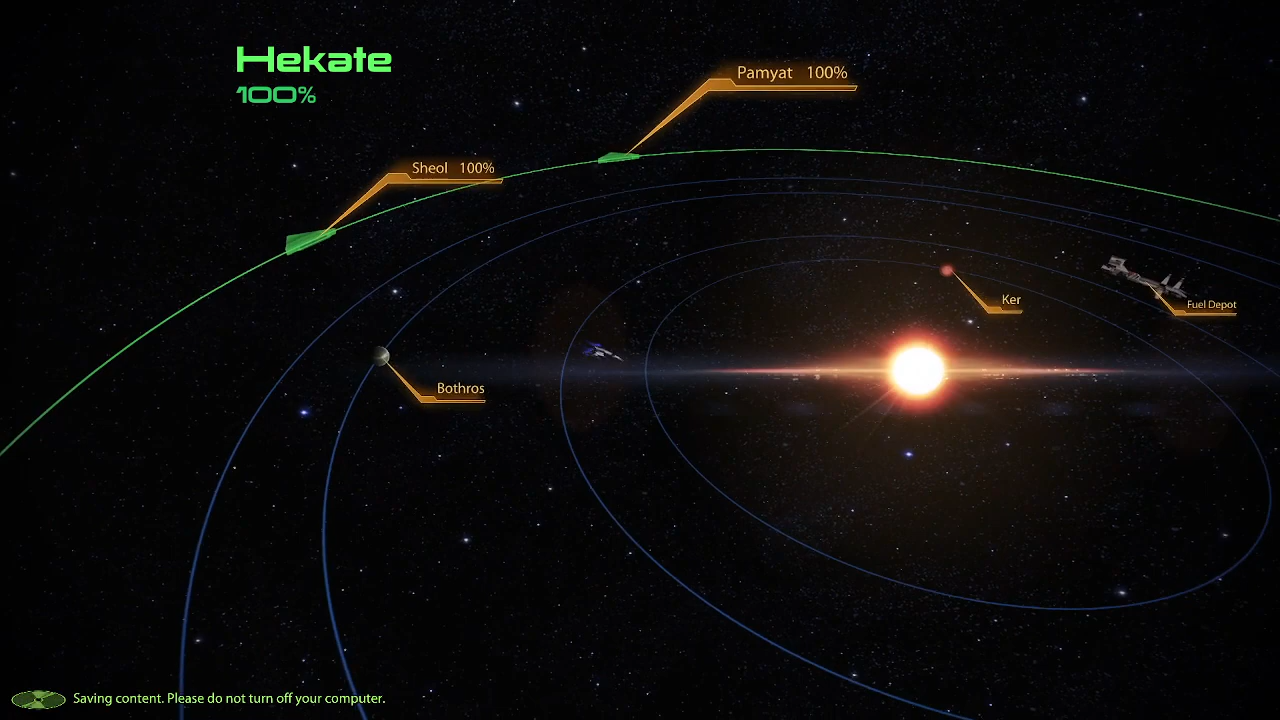 Hekate
100%
Pamyat 100%
Sheol 100%
Ker
Fuel Depot
Bothros
Saving content. Please do not turn off your computer.